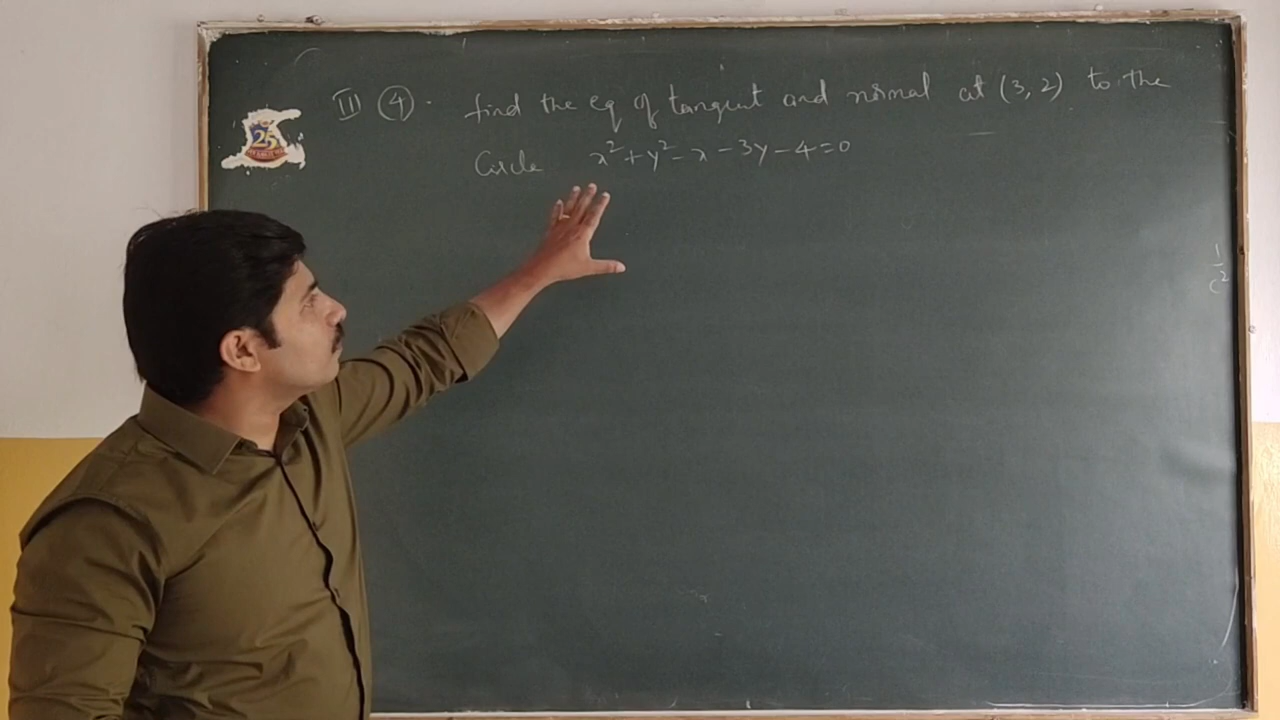 III (4). find the eq of tangent and normal at (3, 2) to the
Circle x² + y² - x - 3y - 4 = 0
25